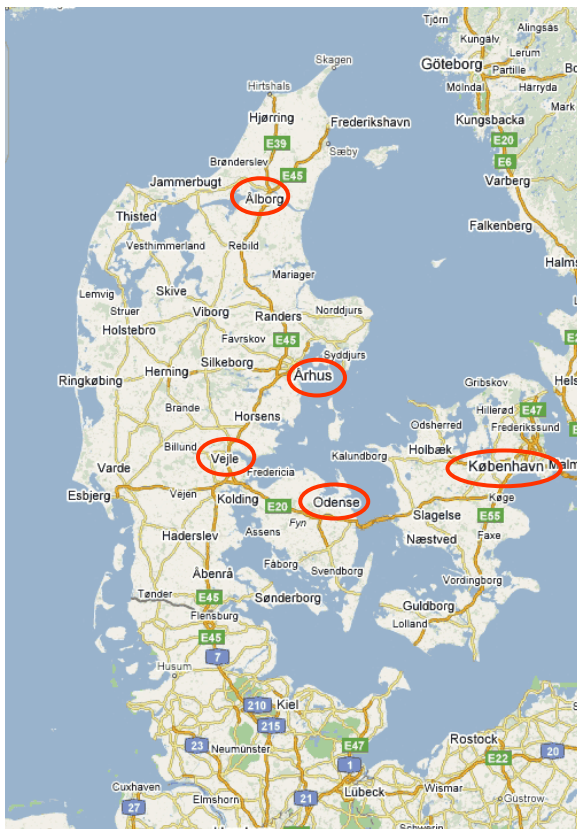 Skagen
Tjörn
Alingsås
Kungälv
Lerum
Göteborg
Partille
Bo
Mölndal
Härryda
Hirtshals
Mark
Hjørring
Frederikshavn
Kungsbacka
E39
E20
Sæby
E6
Brønderslev
E45
Jammerbugt
Varberg
Ålborg
Thisted
Falkenberg
Vesthimmerland
Rebild
Halms
Mariager
Lemvig
Skive
Struer
Viborg
Randers
Norddjurs
Holstebro
Favrskov
E45
Syddjurs
Silkeborg
Herning
Århus
Ringkøbing
Gribskov
Hels
Brande
Hillerød
E47
Horsens
Odsherred
Frederikssund
Billund
Vejle
Holbæk
Kalundborg
Varde
Fredericia
København
Malm
Esbjerg
Vejen
Kolding
Odense
Køge
E20
Slagelse
E55
Fyn
Haderslev
Assens
Næstved
Faxe
Fåborg
Svendborg
Åbenrå
Vordingborg
Tønder
E45
Sønderborg
Guldborg
Flensburg
Lolland
E45
7
Husum
210
Kiel
215
Rostock
23
Neumünster
E47
20
1
E22
Cuxhaven
Elmshorn
21
Lübeck
Wismar
27
Güstrow
Schwerin